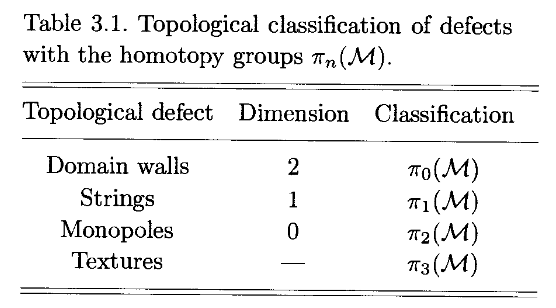 Table 3.1. Topological classification of defects
with the homotopy groups πₙ(ℳ).
Topological defect Dimension Classification
Domain walls 2 π₀(ℳ)
Strings 1 π₁(ℳ)
Monopoles 0 π₂(ℳ)
Textures — π₃(ℳ)